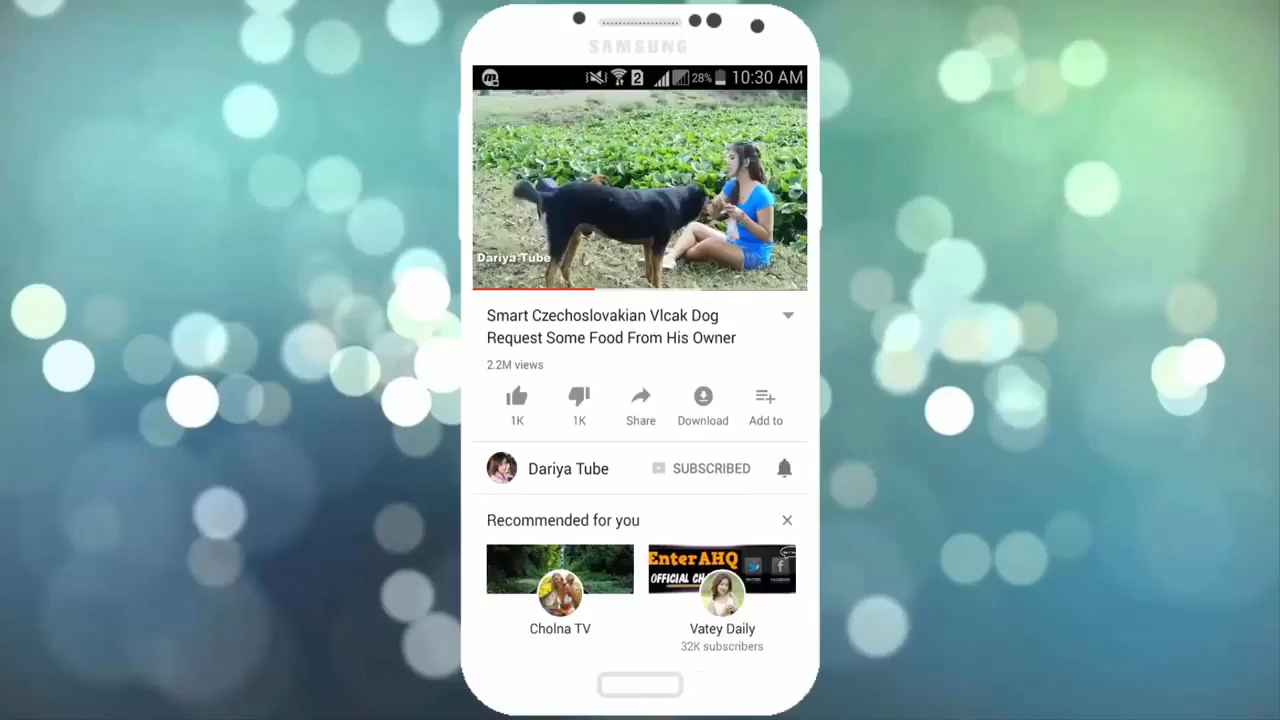 SAMSUNG
2
28%
10:30 AM
Dariya Tube
Smart Czechoslovakian Vlcak Dog
Request Some Food From His Owner
2.2M views
1K
1K
Share
Download
Add to
Dariya Tube
SUBSCRIBED
Recommended for you
EnterAHQ
OFFICIAL
Cholna TV
Vatey Daily
32K subscribers